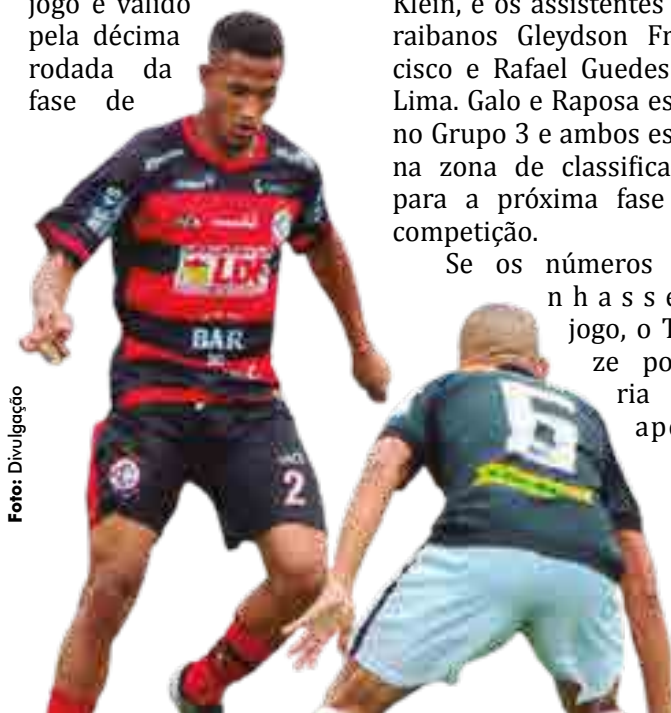 jogo é válido
pela décima
rodada da
fase de
Klein, e os assistentes
raibanos Gleydson Fr
cisco e Rafael Guedes
Lima. Galo e Raposa es
no Grupo 3 e ambos es
na zona de classifica
para a próxima fase
competição.
Se os números
nhasse
jogo, o T
ze po
ria
ap
Foto: Divulgação
BAR
2
6